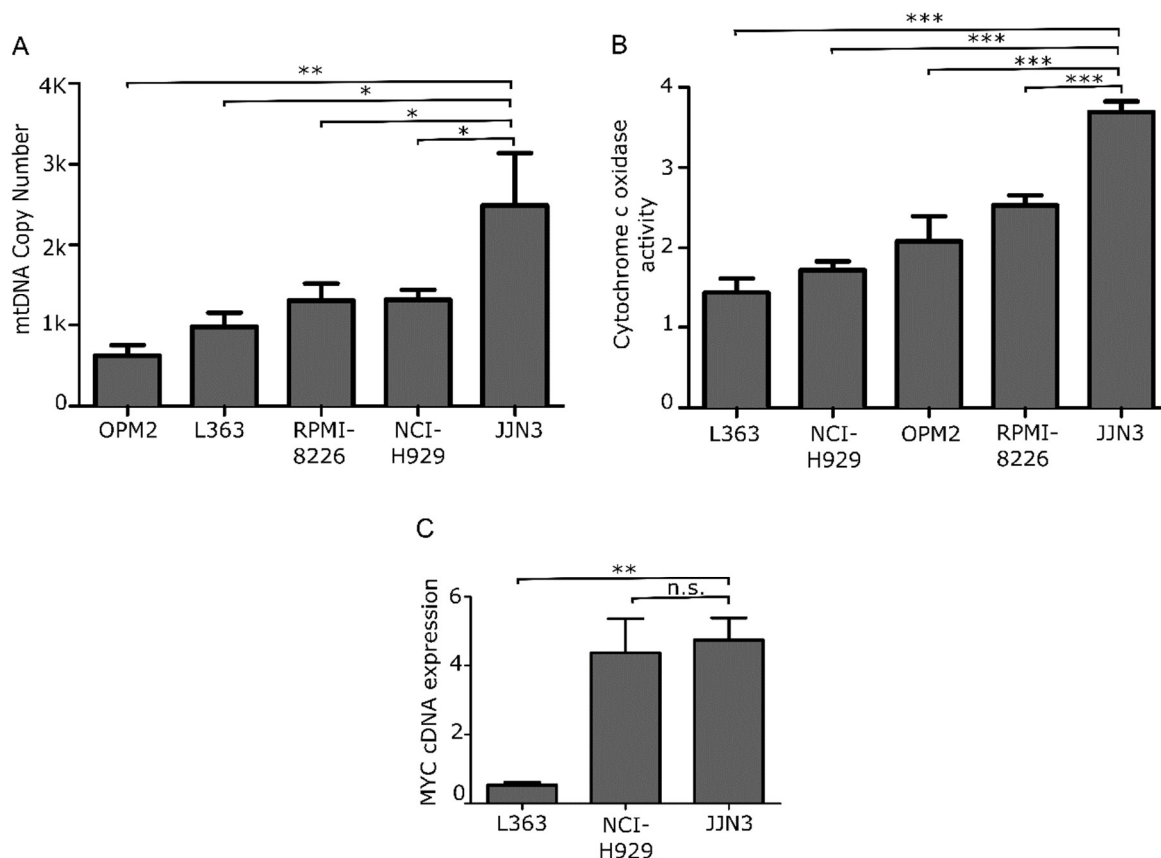 A
**
*
*
*
4K
3k
2k
1k
0
mtDNA Copy Number
OPM2
L363
RPMI-
8226
NCI-
H929
JJN3
B
***
***
***
***
4
3
2
1
0
Cytochrome c oxidase
activity
L363
NCI-
H929
OPM2
RPMI-
8226
JJN3
C
**
n.s.
6
4
2
0
MYC cDNA expression
L363
NCI-
H929
JJN3